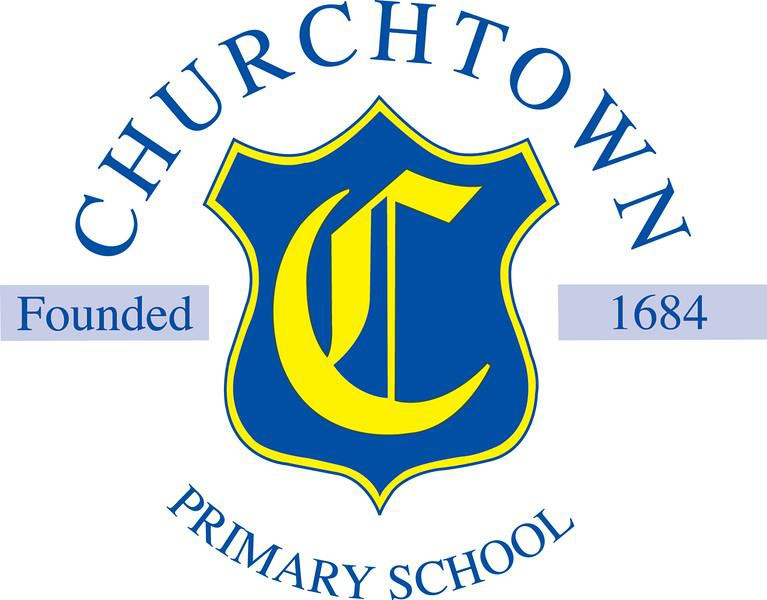 CHURCHTOWN
C
Founded
1684
PRIMARY SCHOOL